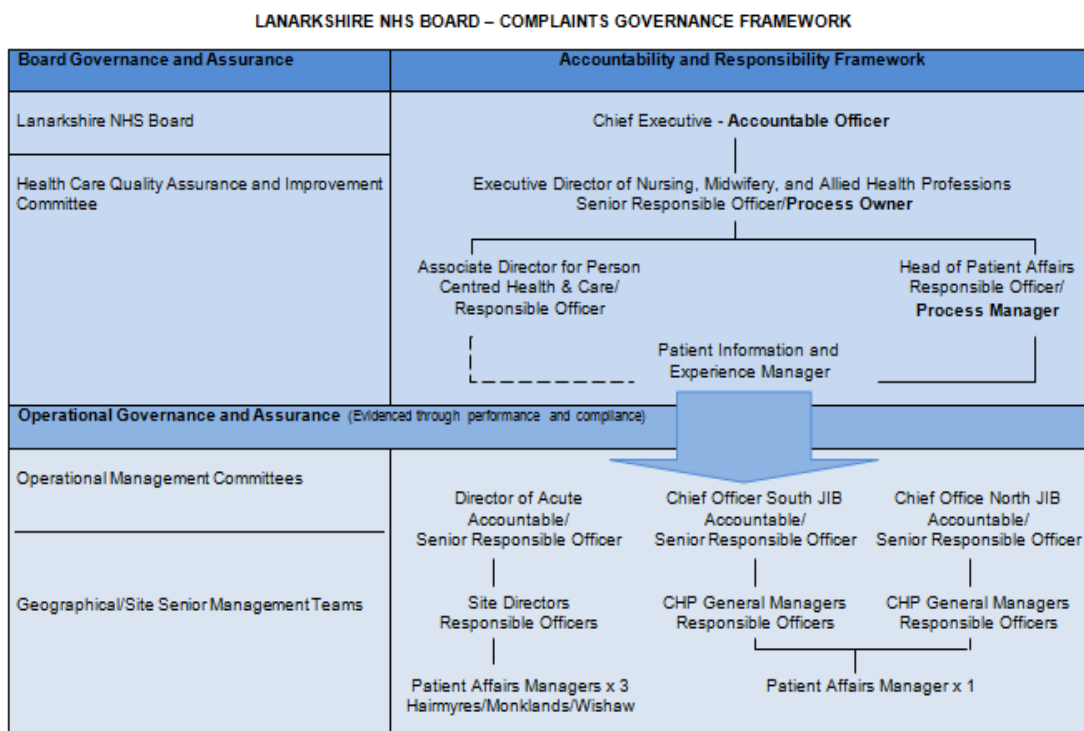 LANARKSHIRE NHS BOARD – COMPLAINTS GOVERNANCE FRAMEWORK
Board Governance and Assurance
Accountability and Responsibility Framework
Lanarkshire NHS Board
Chief Executive - Accountable Officer
Health Care Quality Assurance and Improvement
Committee
Executive Director of Nursing, Midwifery, and Allied Health Professions
Senior Responsible Officer/Process Owner
Associate Director for Person
Centred Health & Care/
Responsible Officer
Head of Patient Affairs
Responsible Officer/
Process Manager
Patient Information and
Experience Manager
Operational Governance and Assurance (Evidenced through performance and compliance)
Operational Management Committees
Director of Acute
Accountable/
Senior Responsible Officer
Chief Officer South JIB
Accountable/
Senior Responsible Officer
Chief Office North JIB
Accountable/
Senior Responsible Officer
Geographical/Site Senior Management Teams
Site Directors
Responsible Officers
CHP General Managers
Responsible Officers
CHP General Managers
Responsible Officers
Patient Affairs Managers x 3
Hairmyres/Monklands/Wishaw
Patient Affairs Manager x 1